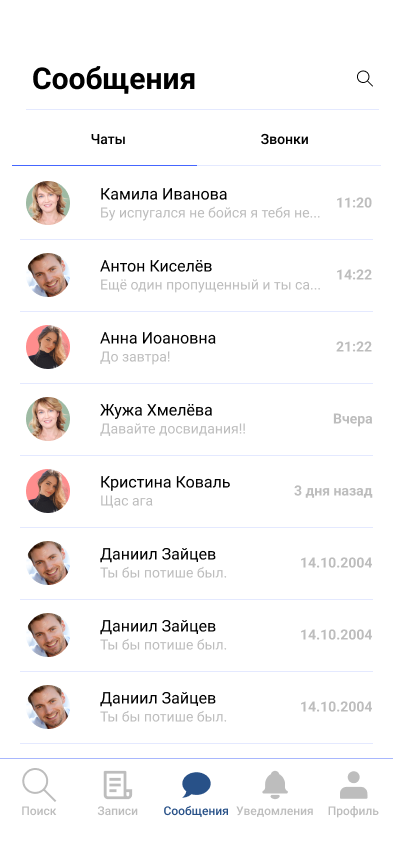 Сообщения
Чаты Звонки
Камила Иванова
Бу испугался не бойся я тебя не... 11:20
Антон Киселёв
Ещё один пропущенный и ты са... 14:22
Анна Иоановна
До завтра! 21:22
Жужа Хмелёва
Давайте досвидания!! Вчера
Кристина Коваль
Щас ага 3 дня назад
Даниил Зайцев
Ты бы потише был. 14.10.2004
Даниил Зайцев
Ты бы потише был. 14.10.2004
Даниил Зайцев
Ты бы потише был. 14.10.2004
Поиск Записи Сообщения Уведомления Профиль